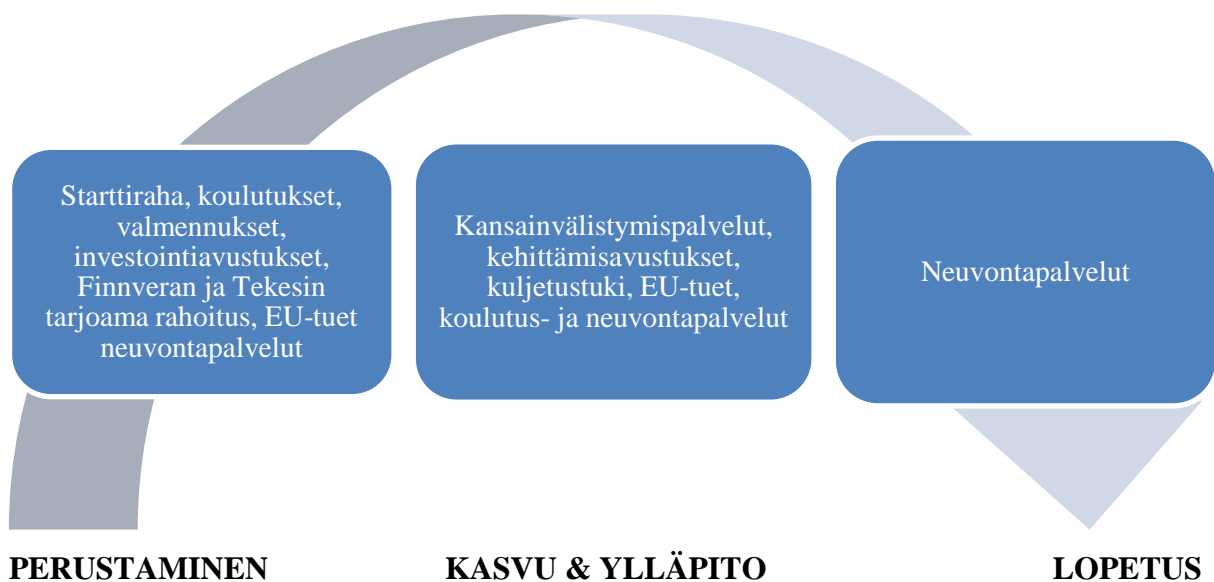 Starttiraha, koulutukset,
valmennukset,
investointiavustukset,
Finnveran ja Tekesin
tarjoama rahoitus, EU-tuet
neuvontapalvelut
Kansainvälistymispalvelut,
kehittämisavustukset,
kuljetustuki, EU-tuet,
koulutus- ja neuvontapalvelut
Neuvontapalvelut
PERUSTAMINEN
KASVU & YLLÄPITO
LOPETUS